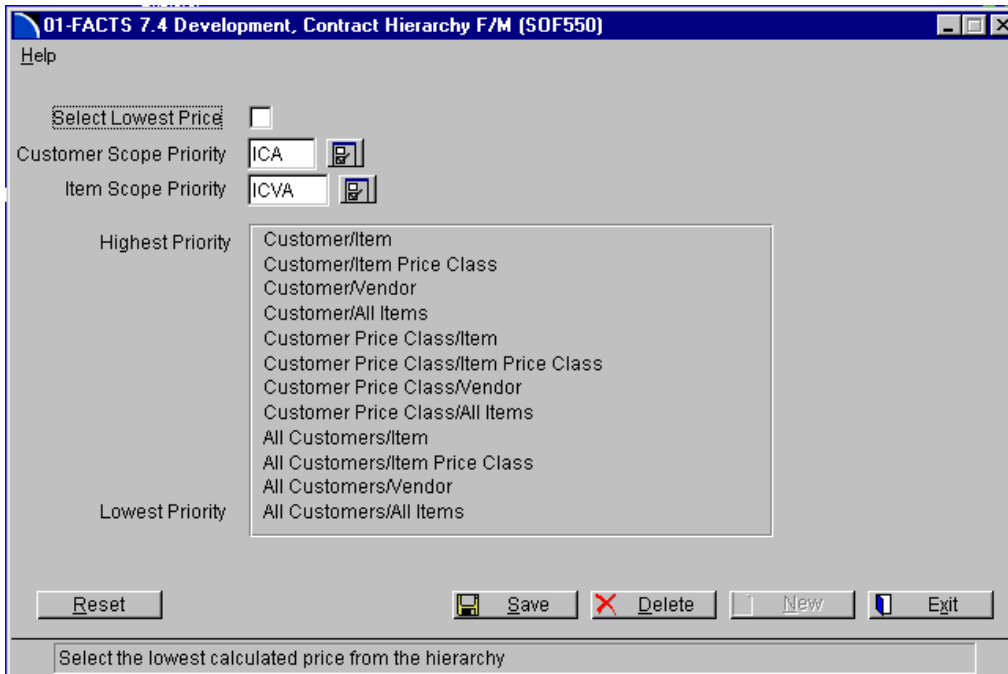 01-FACTS 7.4 Development, Contract Hierarchy F/M (SOF550)
Help
Select Lowest Price
Customer Scope Priority ICA
Item Scope Priority ICVA
Highest Priority Customer/Item
Customer/Item Price Class
Customer/Vendor
Customer/All Items
Customer Price Class/Item
Customer Price Class/Item Price Class
Customer Price Class/Vendor
Customer Price Class/All Items
All Customers/Item
All Customers/Item Price Class
All Customers/Vendor
Lowest Priority All Customers/All Items
Reset Save Delete New Exit
Select the lowest calculated price from the hierarchy